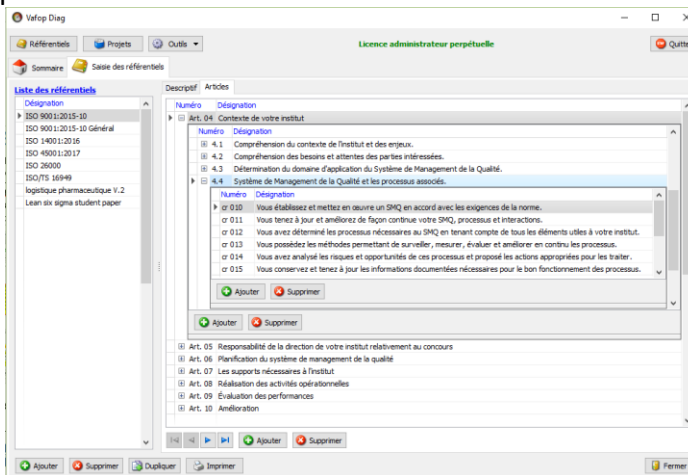 Vafop Diag
Référentiels Projets Outils Licence administrateur perpétuelle Quitte
Sommaire Saisie des référentiels
Liste des référentiels
Désignation
ISO 9001:2015-10
ISO 9001:2015-10 Général
ISO 14001:2016
ISO 45001:2017
ISO 26000
ISO/TS 16949
logistique pharmaceutique V.2
Lean six sigma student paper
Descriptif Articles
Numéro Désignation
Art. 04 Contexte de votre institut
Numéro Désignation
4.1 Compréhension du contexte de l'institut et des enjeux.
4.2 Compréhension des besoins et attentes des parties intéressées.
4.3 Détermination du domaine d'application du Système de Management de la Qualité.
4.4 Système de Management de la Qualité et les processus associés.
Numéro Désignation
cr 010 Vous établissez et mettez en œuvre un SMQ en accord avec les exigences de la norme.
cr 011 Vous tenez à jour et améliorez de façon continue votre SMQ, processus et interactions.
cr 012 Vous avez déterminé les processus nécessaires au SMQ en tenant compte de tous les éléments utiles à votre institut.
cr 013 Vous possédez les méthodes permettant de surveiller, mesurer, évaluer et améliorer en continu les processus.
cr 014 Vous avez analysé les risques et opportunités de ces processus et proposé les actions appropriées pour les traiter.
cr 015 Vous conservez et tenez à jour les informations documentées nécessaires pour le bon fonctionnement des processus.
Ajouter Supprimer
Ajouter Supprimer
Art. 05 Responsabilité de la direction de votre institut relativement au concours
Art. 06 Planification du système de management de la qualité
Art. 07 Les supports nécessaires à l'institut
Art. 08 Réalisation des activités opérationnelles
Art. 09 Évaluation des performances
Art. 10 Amélioration
Ajouter Supprimer
Ajouter Supprimer Dupliquer Imprimer Fermer